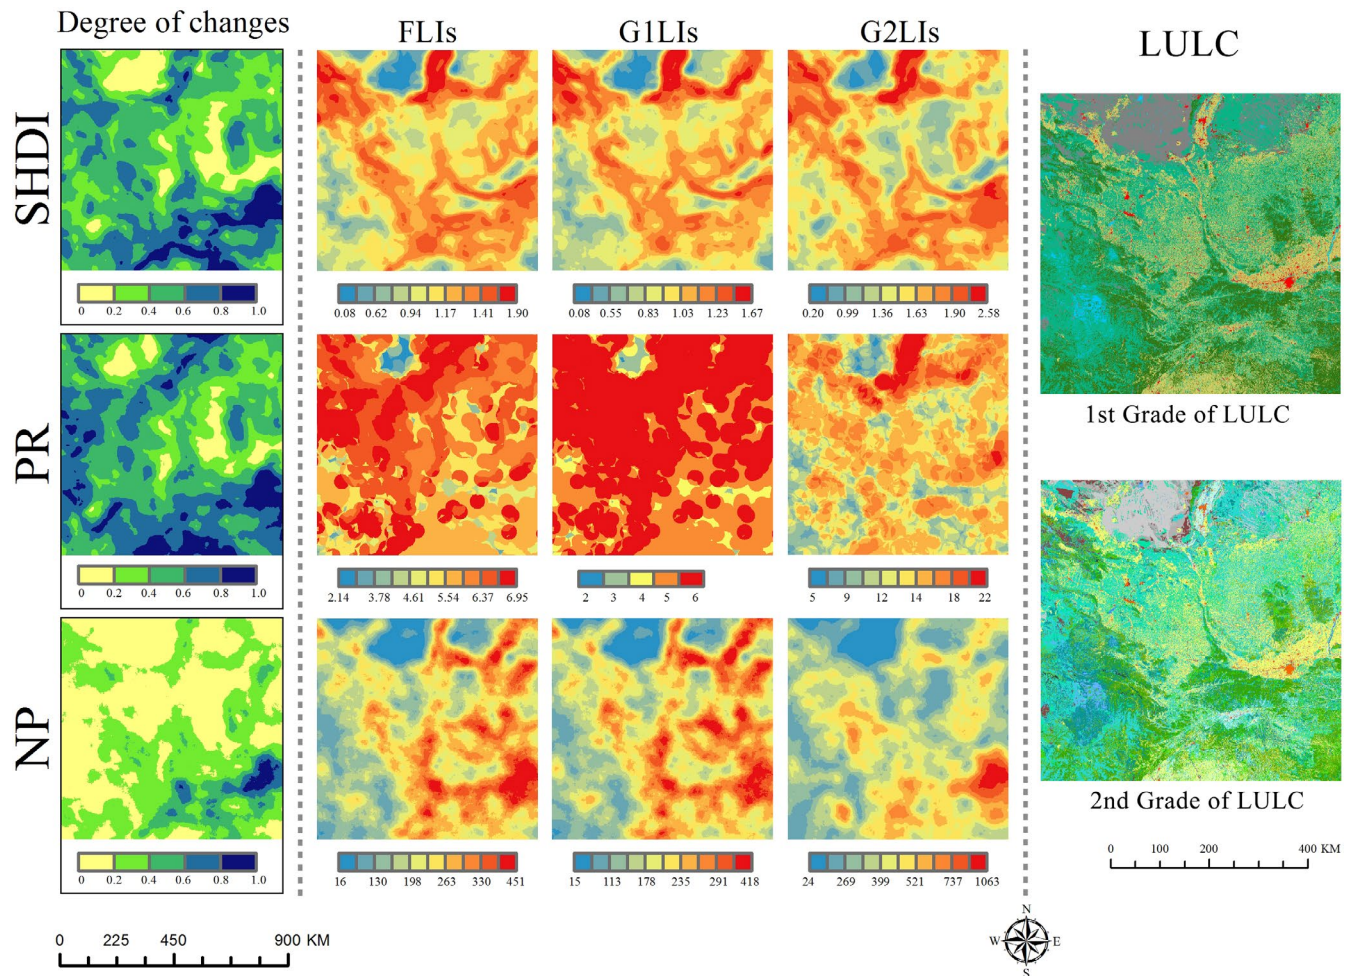 Degree of changes
FLIs
G1LIs
G2LIs
LULC
SHDI
0 0.2 0.4 0.6 0.8 1.0
0.08 0.62 0.94 1.17 1.41 1.90
0.08 0.55 0.83 1.03 1.23 1.67
0.20 0.99 1.36 1.63 1.90 2.58
1st Grade of LULC
PR
0 0.2 0.4 0.6 0.8 1.0
2.14 3.78 4.61 5.54 6.37 6.95
2 3 4 5 6
5 9 12 14 18 22
2nd Grade of LULC
NP
0 0.2 0.4 0.6 0.8 1.0
16 130 198 263 330 451
15 113 178 235 291 418
24 269 399 521 737 1063
0 100 200 400 KM
0 225 450 900 KM
N
W E
S